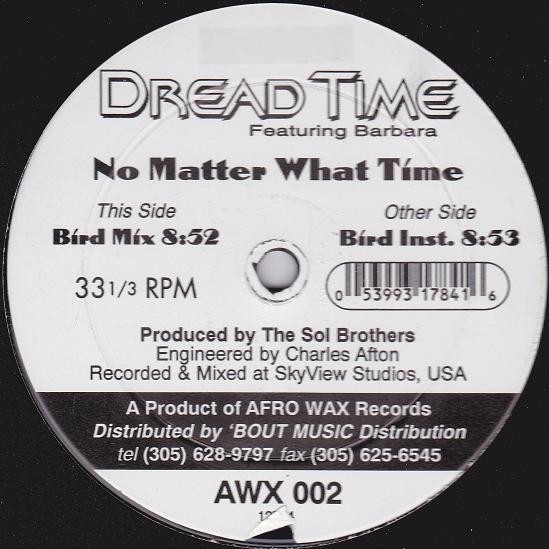 DREAD TIME
Featuring Barbara
No Matter What Time
This Side
Bird Mix 8:52
Other Side
Bird Inst. 8:53
33 1/3 RPM
0 53993 17841 6
Produced by The Sol Brothers
Engineered by Charles Afton
Recorded & Mixed at SkyView Studios, USA
A Product of AFRO WAX Records
Distributed by ‘BOUT MUSIC Distribution
tel (305) 628-9797 fax (305) 625-6545
AWX 002